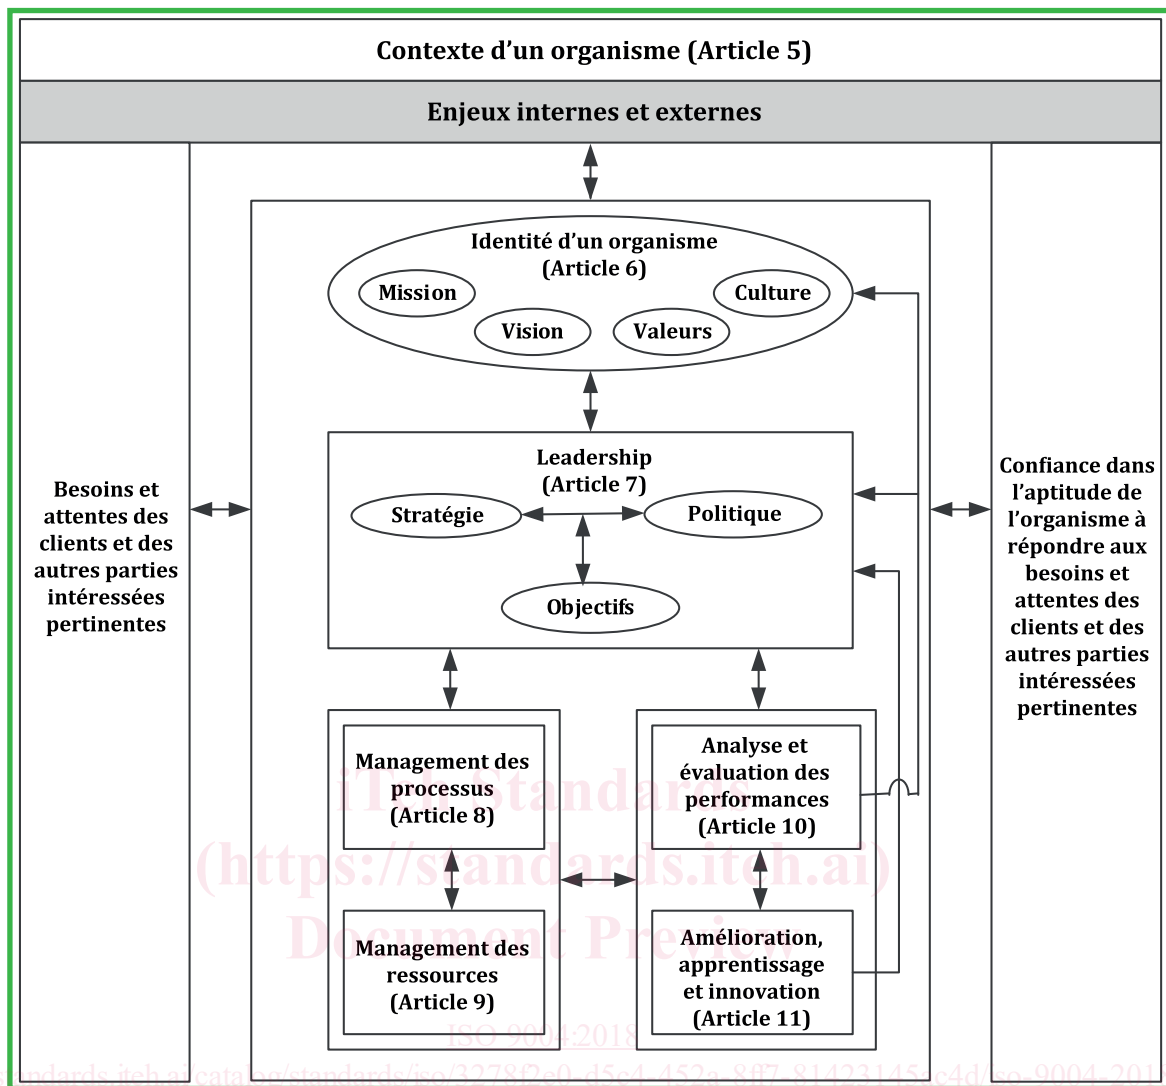 Contexte d’un organisme (Article 5)
Enjeux internes et externes
Identité d’un organisme
(Article 6)
Mission
Culture
Vision
Valeurs
Leadership
(Article 7)
Stratégie
Politique
Objectifs
Besoins et
attentes des
clients et des
autres parties
intéressées
pertinentes
Confiance dans
l’aptitude de
l’organisme à
répondre aux
besoins et
attentes des
clients et des
autres parties
intéressées
pertinentes
Management des
processus
(Article 8)
Analyse et
évaluation des
performances
(Article 10)
Management des
ressources
(Article 9)
Amélioration,
apprentissage
et innovation
(Article 11)
iTeh Standards
(https://standards.iteh.ai)
Document Preview
ISO 9004:2018